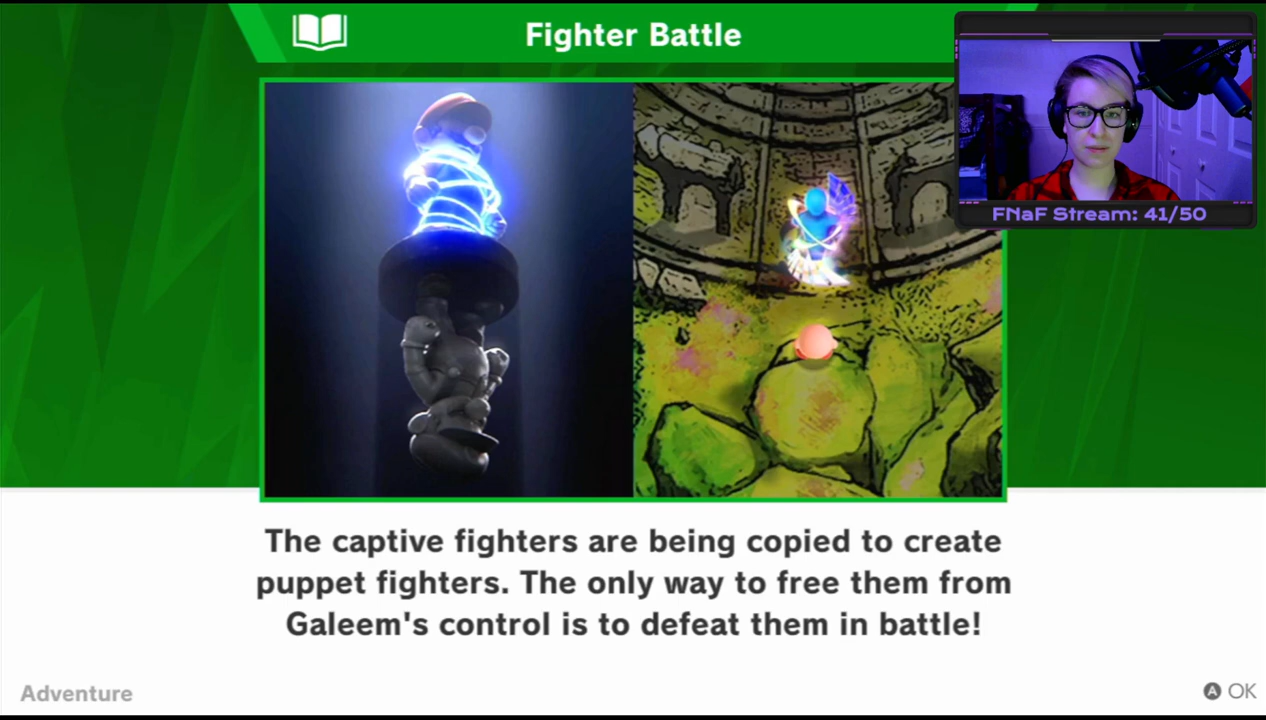 Fighter Battle
FNaF Stream: 41/50
The captive fighters are being copied to create
puppet fighters. The only way to free them from
Galeem's control is to defeat them in battle!
Adventure
A OK